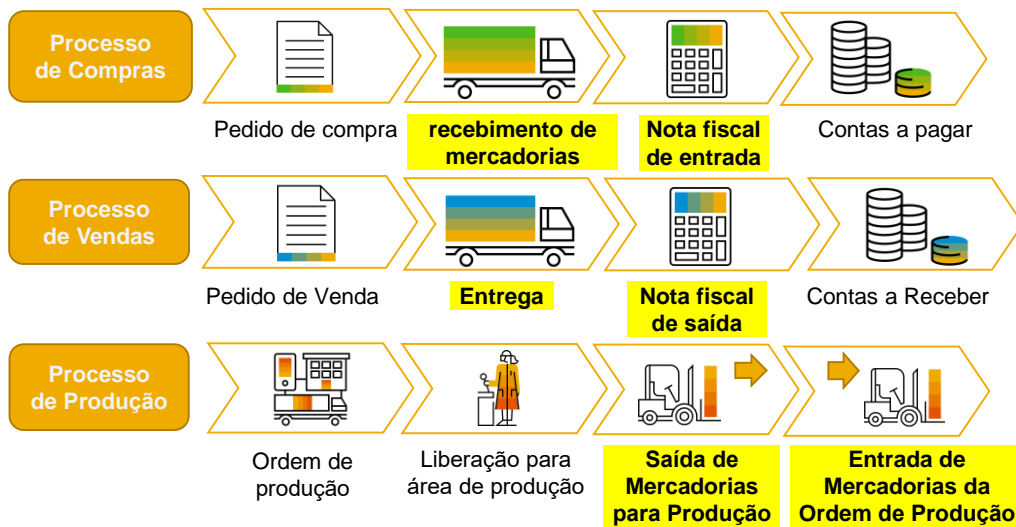 Processo
de Compras
Pedido de compra
recebimento de
mercadorias
Nota fiscal
de entrada
Contas a pagar
Processo
de Vendas
Pedido de Venda
Entrega
Nota fiscal
de saída
Contas a Receber
Processo
de Produção
Ordem de
produção
Liberação para
área de produção
Saída de
Mercadorias
para Produção
Entrada de
Mercadorias da
Ordem de Produção